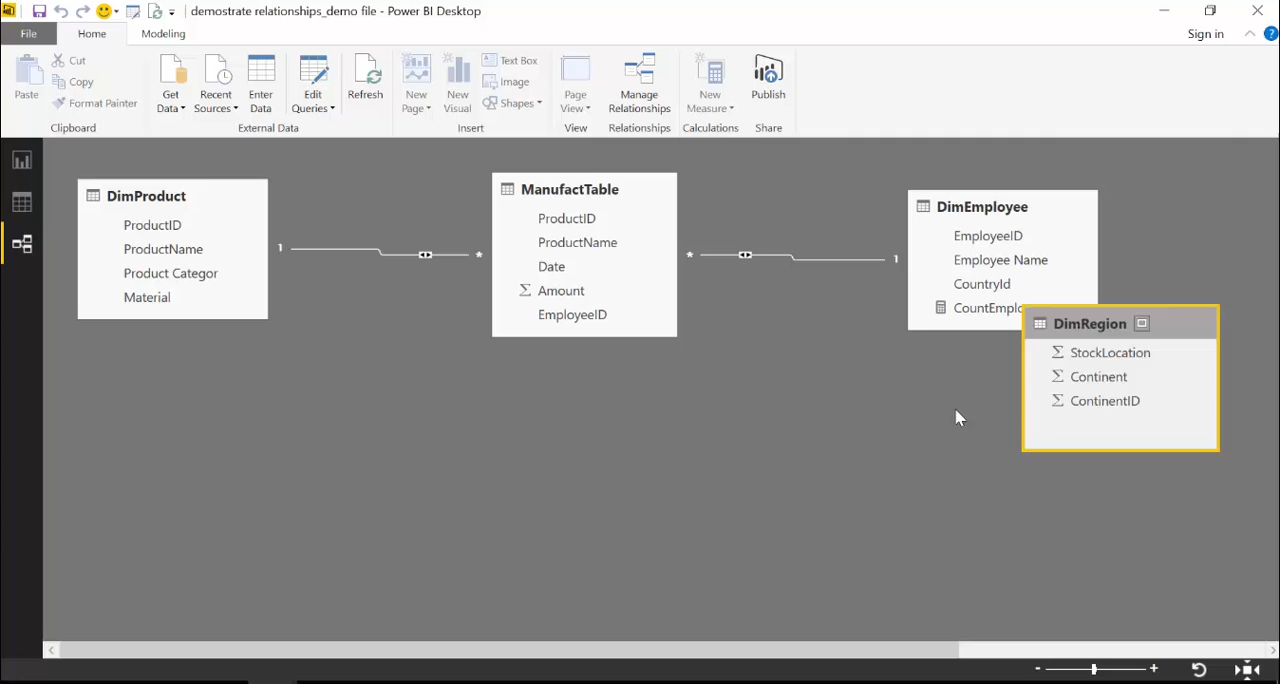 demostrate relationships_demo file - Power BI Desktop
File
Home
Modeling
Sign in
?
Paste
Cut
Copy
Format Painter
Clipboard
Get Data
Recent Sources
Enter Data
Edit Queries
Refresh
External Data
New Page
New Visual
Text Box
Image
Shapes
Insert
Page View
View
Manage Relationships
Relationships
New Measure
Calculations
Publish
Share
DimProduct
ProductID
ProductName
Product Categor
Material
1
*
ManufactTable
ProductID
ProductName
Date
Σ Amount
EmployeeID
*
1
DimEmployee
EmployeeID
Employee Name
CountryId
CountEmplo
DimRegion
Σ StockLocation
Σ Continent
Σ ContinentID
- +